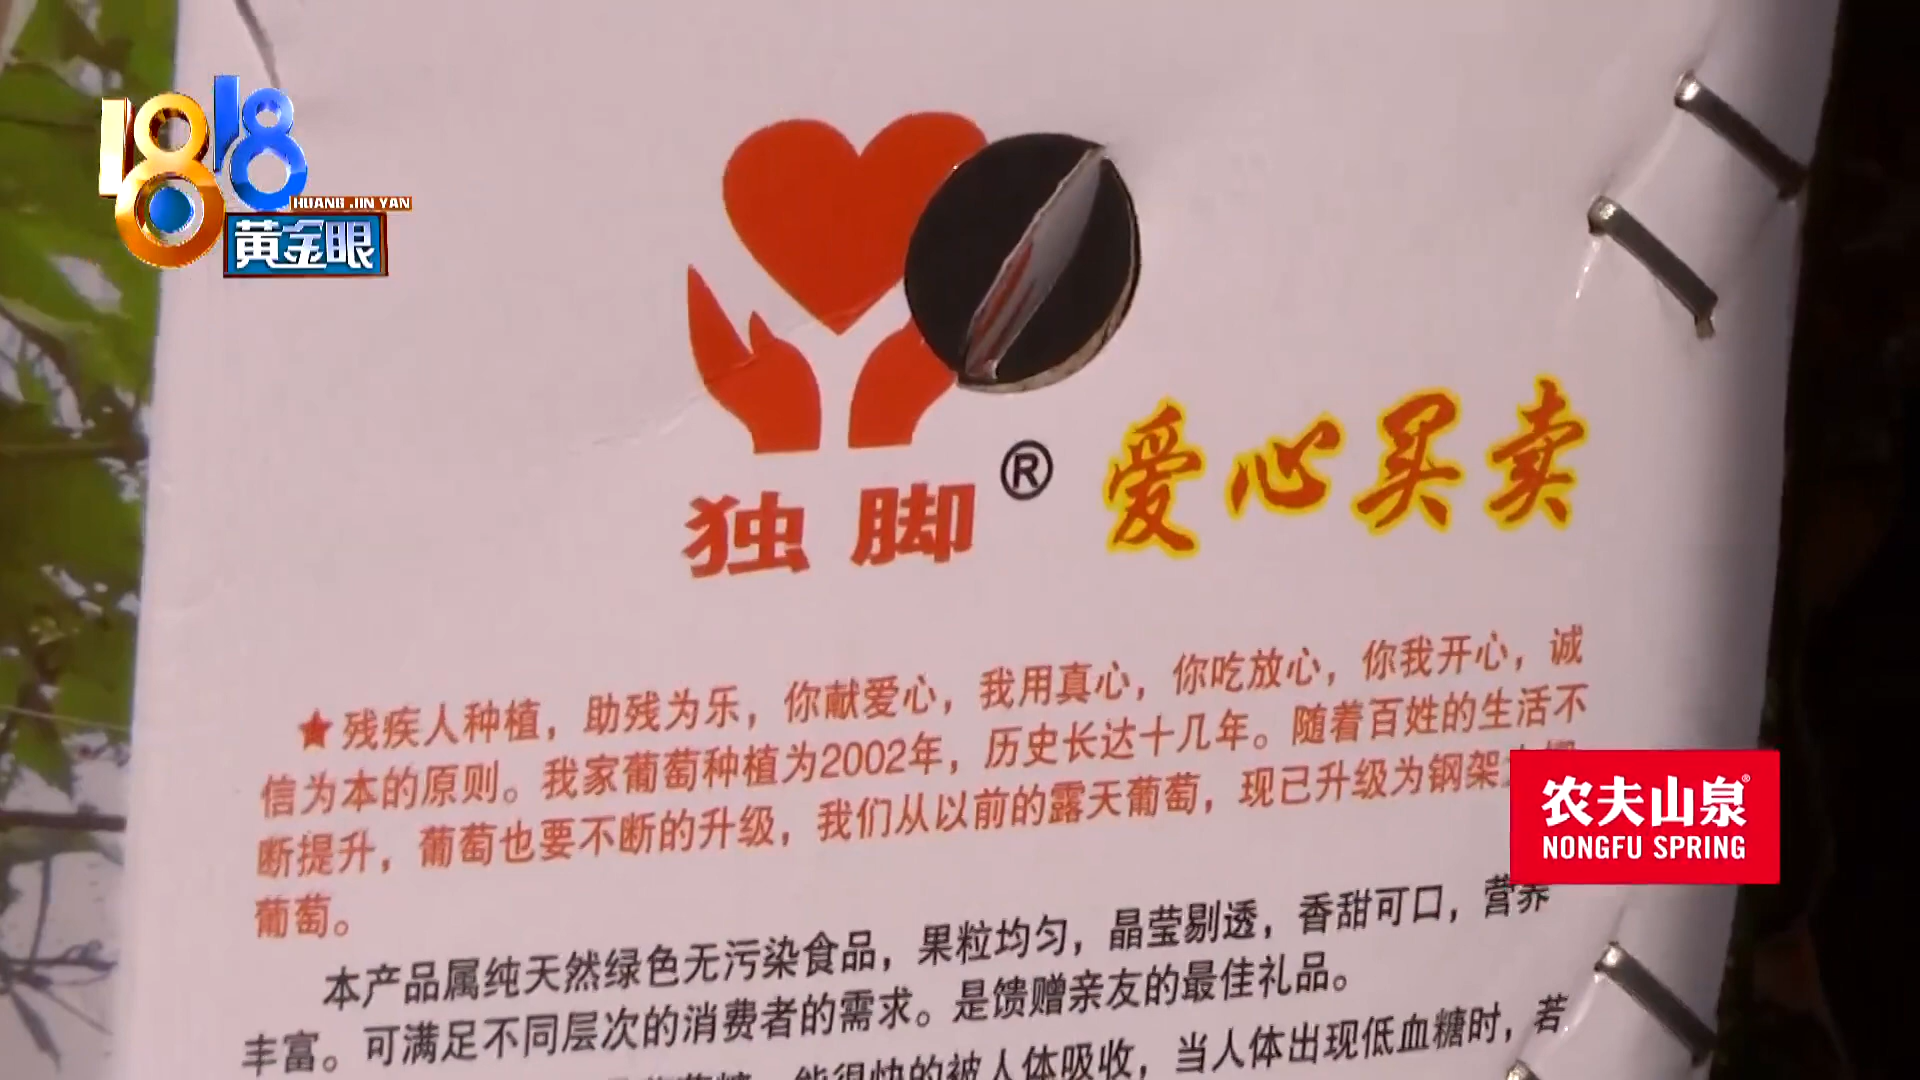 1818
HUANG JIN YAN
黄金眼
独脚® 爱心买卖
★残疾人种植，助残为乐，你献爱心，我用真心，你吃放心，你我开心，诚
信为本的原则。我家葡萄种植为2002年，历史长达十几年。随着百姓的生活不
断提升，葡萄也要不断的升级，我们从以前的露天葡萄，现已升级为钢架
葡萄。
农夫山泉®
NONGFU SPRING
本产品属纯天然绿色无污染食品，果粒均匀，晶莹剔透，香甜可口，营养
丰富。可满足不同层次的消费者的需求。是馈赠亲友的最佳礼品。
能很快的被人体吸收，当人体出现低血糖时，若